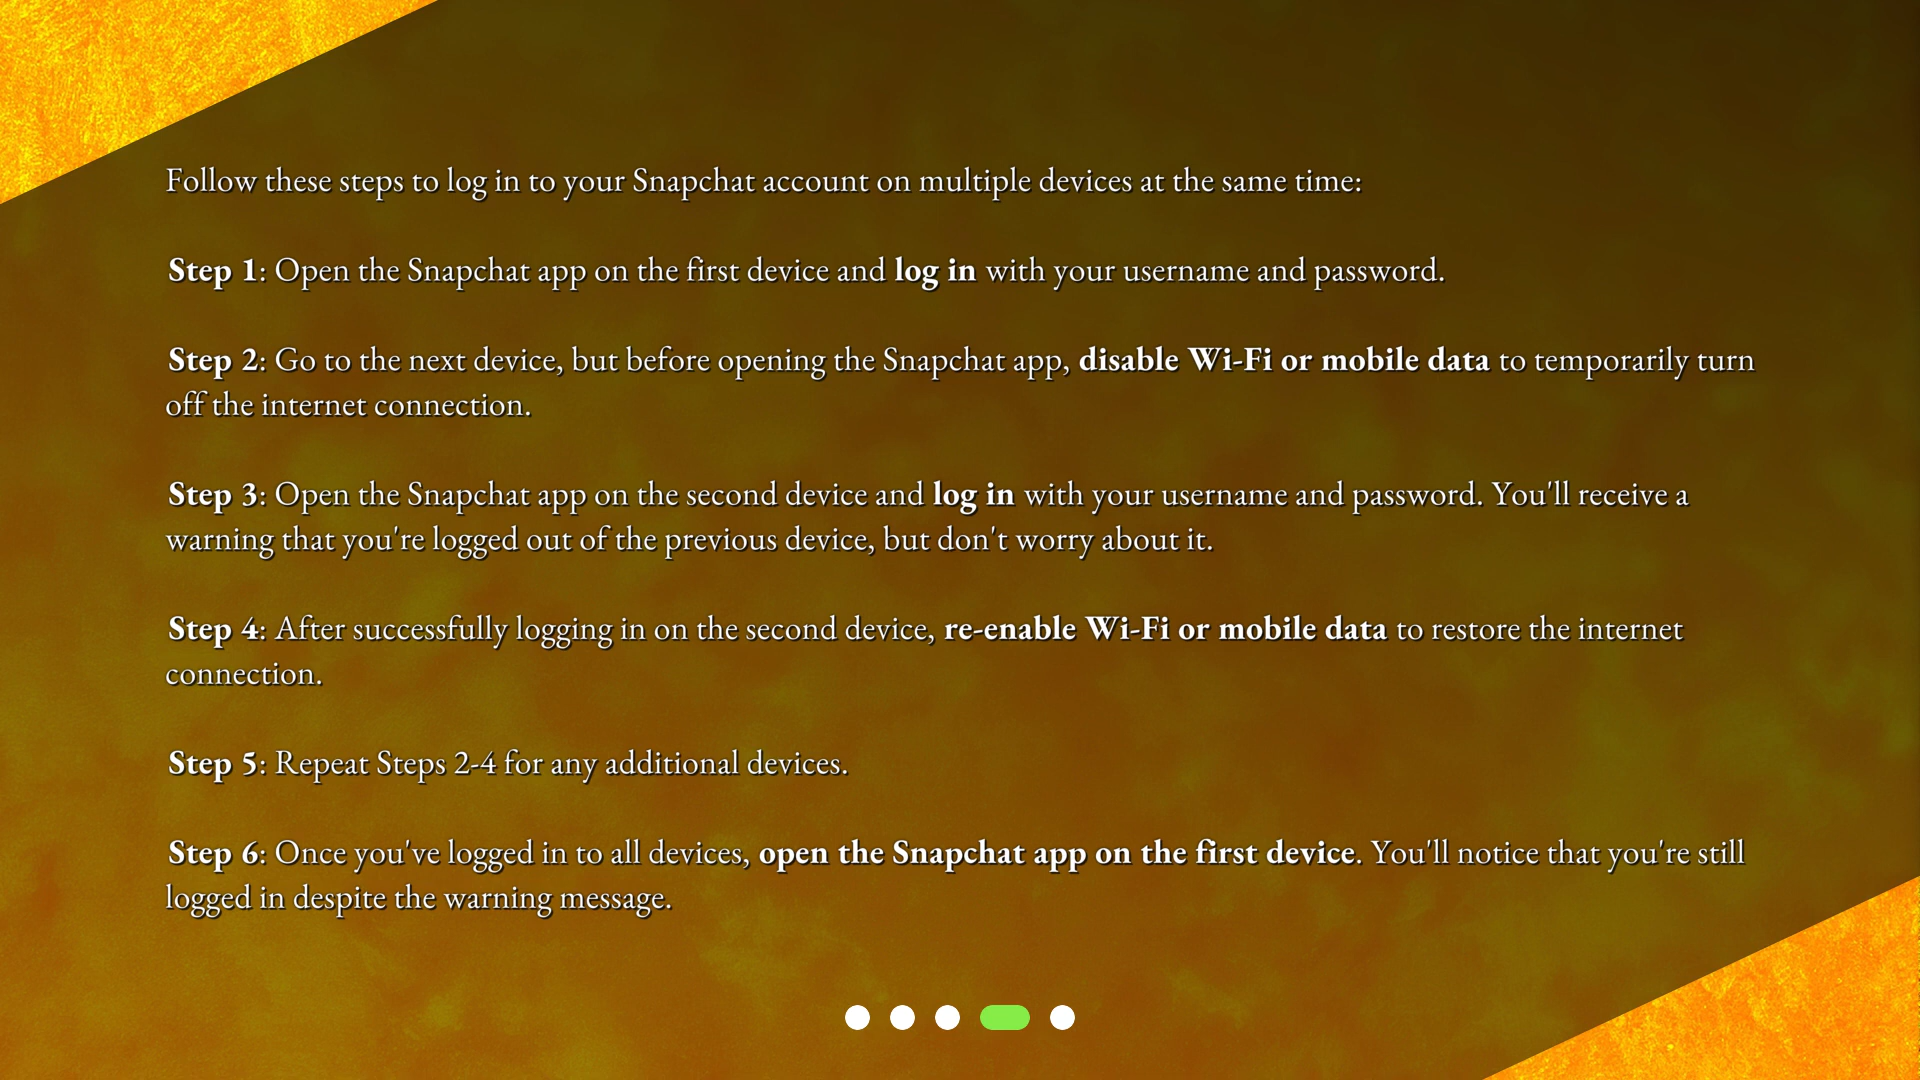 Follow these steps to log in to your Snapchat account on multiple devices at the same time:
Step 1: Open the Snapchat app on the first device and log in with your username and password.
Step 2: Go to the next device, but before opening the Snapchat app, disable Wi-Fi or mobile data to temporarily turn
off the internet connection.
Step 3: Open the Snapchat app on the second device and log in with your username and password. You'll receive a
warning that you're logged out of the previous device, but don't worry about it.
Step 4: After successfully logging in on the second device, re-enable Wi-Fi or mobile data to restore the internet
connection.
Step 5: Repeat Steps 2-4 for any additional devices.
Step 6: Once you've logged in to all devices, open the Snapchat app on the first device. You'll notice that you're still
logged in despite the warning message.